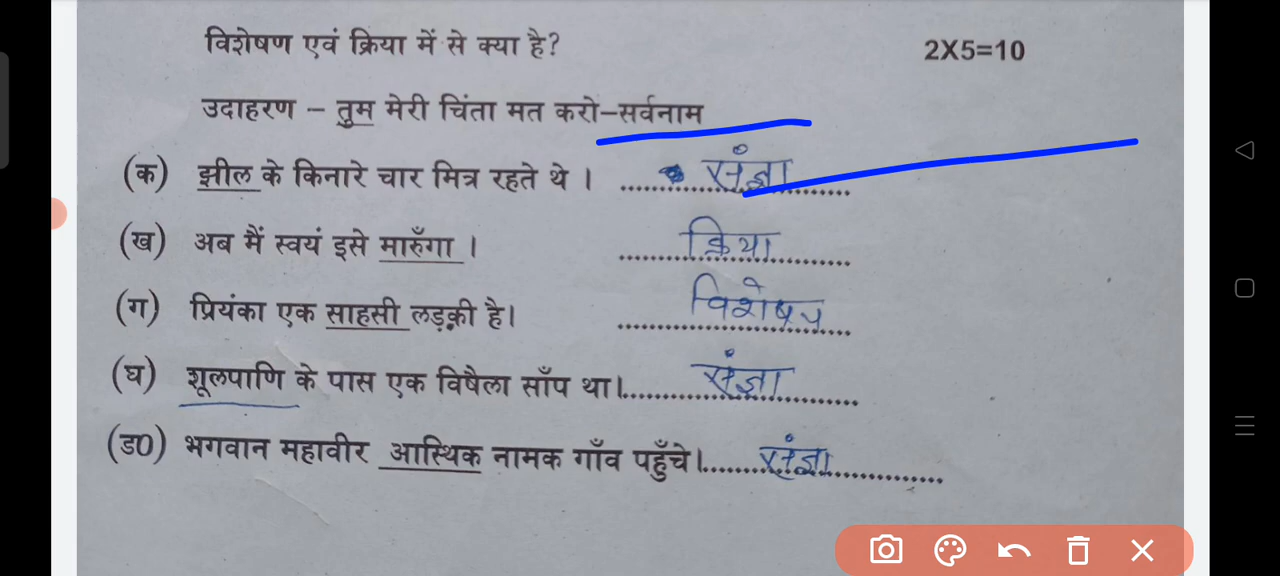 विशेषण एवं क्रिया में से क्या है? 2X5=10
उदाहरण – तुम मेरी चिंता मत करो–सर्वनाम
(क) झील के किनारे चार मित्र रहते थे । संज्ञा
(ख) अब मैं स्वयं इसे मारुँगा । क्रिया
(ग) प्रियंका एक साहसी लड़की है। विशेषण
(घ) शूलपाणि के पास एक विषैला साँप था। संज्ञा
(ड0) भगवान महावीर आस्थिक नामक गाँव पहुँचे। संज्ञा